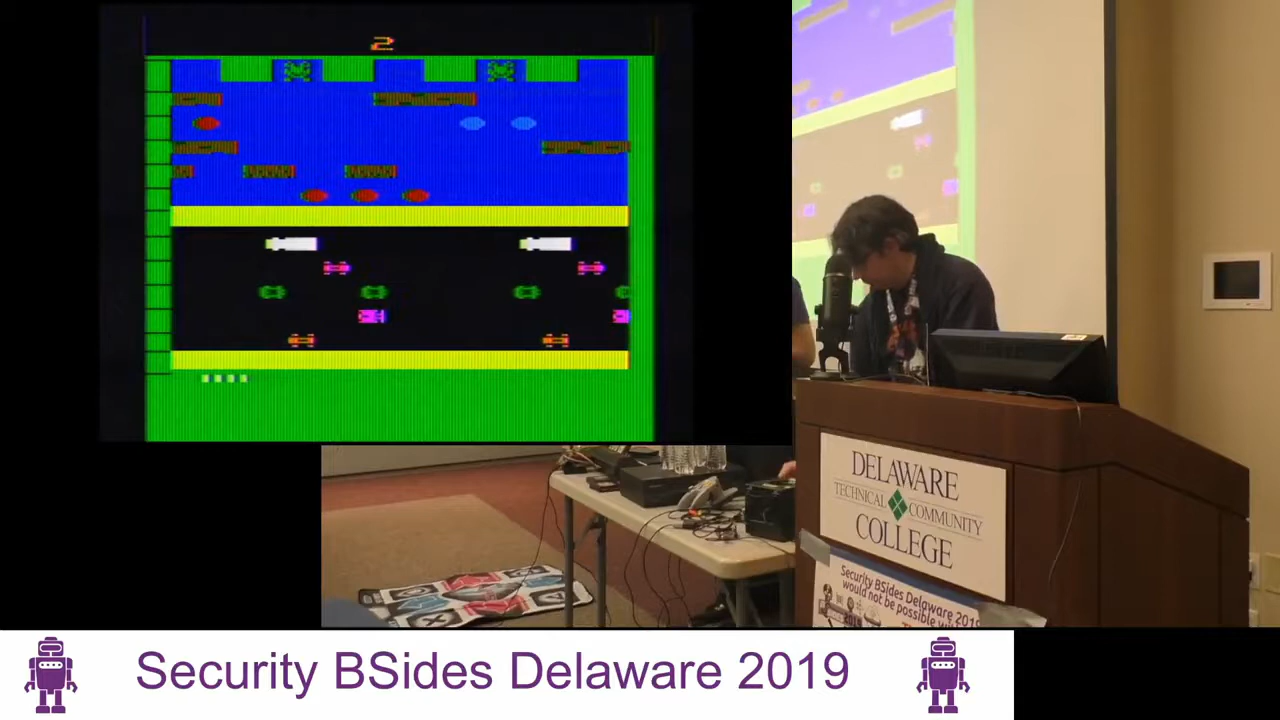 2
DELAWARE
TECHNICAL COMMUNITY
COLLEGE
Security BSides Delaware 2019
would not be possible
Security BSides Delaware 2019